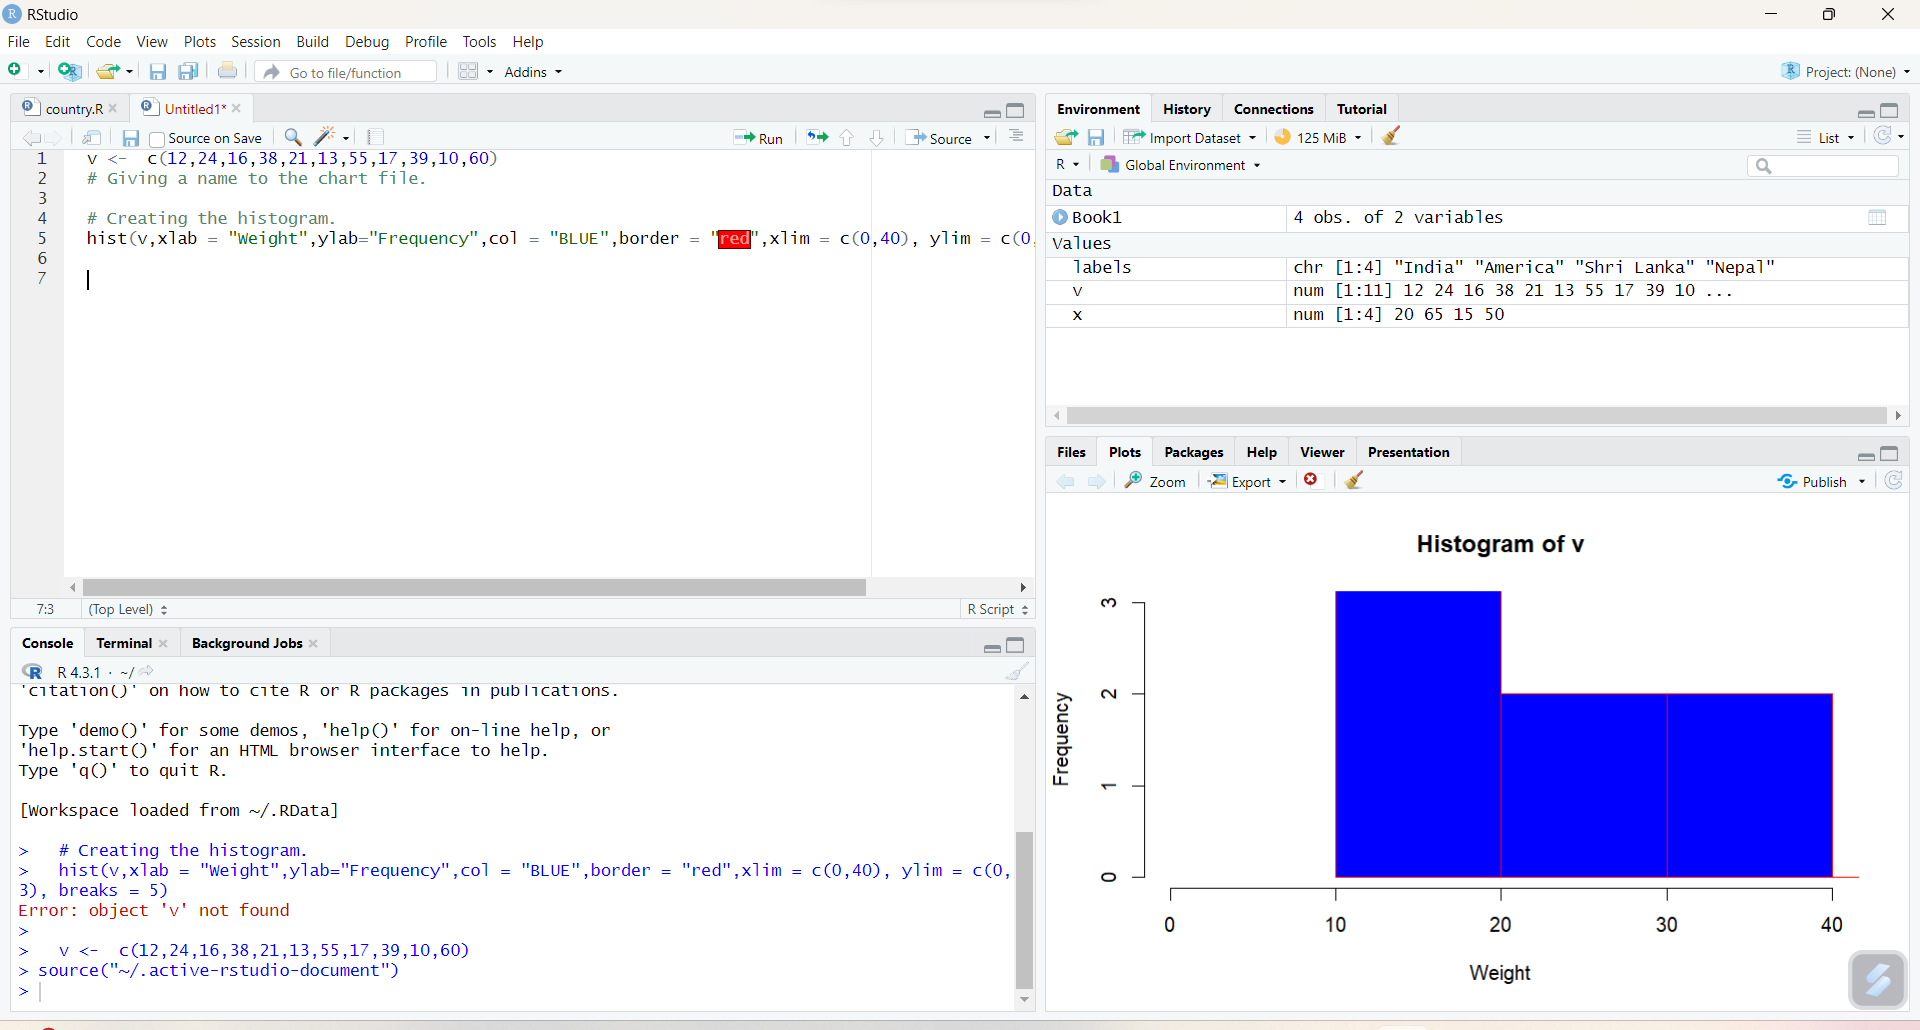 RStudio
File Edit Code View Plots Session Build Debug Profile Tools Help
Go to file/function Addins Project: (None)
country.R Untitled1*
Source on Save Run Source
1 v <-  c(12,24,16,38,21,13,55,17,39,10,60)
2 # Giving a name to the chart file.
3
4 # Creating the histogram.
5 hist(v,xlab = "Weight",ylab="Frequency",col = "BLUE",border = "red",xlim = c(0,40), ylim = c(0,
6
7
7:3 (Top Level) R Script
Console Terminal Background Jobs
R 4.3.1 · ~/
'citation()' on how to cite R or R packages in publications.
Type 'demo()' for some demos, 'help()' for on-line help, or
'help.start()' for an HTML browser interface to help.
Type 'q()' to quit R.
[Workspace loaded from ~/.RData]
>   # Creating the histogram.
>   hist(v,xlab = "Weight",ylab="Frequency",col = "BLUE",border = "red",xlim = c(0,40), ylim = c(0,
3), breaks = 5)
Error: object 'v' not found
>
>   v <-  c(12,24,16,38,21,13,55,17,39,10,60)
> source("~/.active-rstudio-document")
>
Environment History Connections Tutorial
Import Dataset 125 MiB List
R Global Environment
Data
Book1 4 obs. of 2 variables
Values
labels chr [1:4] "India" "America" "Shri Lanka" "Nepal"
v num [1:11] 12 24 16 38 21 13 55 17 39 10 ...
x num [1:4] 20 65 15 50
Files Plots Packages Help Viewer Presentation
Zoom Export Publish
Histogram of v
Frequency
3
2
1
0
0 10 20 30 40
Weight